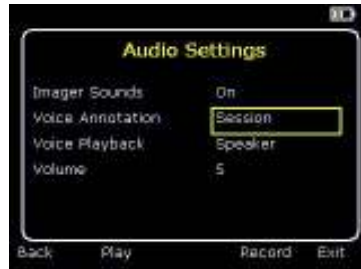 Audio Settings
Imager Sounds On
Voice Annotation Session
Voice Playback Speaker
Volume 5
Back Play Record Exit